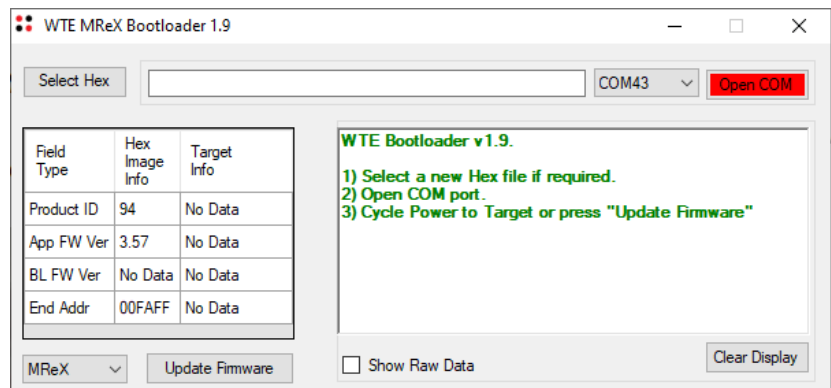 WTE MReX Bootloader 1.9
Select Hex
COM43
Open COM
Field Type
Hex Image Info
Target Info
Product ID 94 No Data
App FW Ver 3.57 No Data
BL FW Ver No Data No Data
End Addr 00FAFF No Data
WTE Bootloader v1.9.
1) Select a new Hex file if required.
2) Open COM port.
3) Cycle Power to Target or press "Update Firmware"
MReX
Update Firmware
Show Raw Data
Clear Display